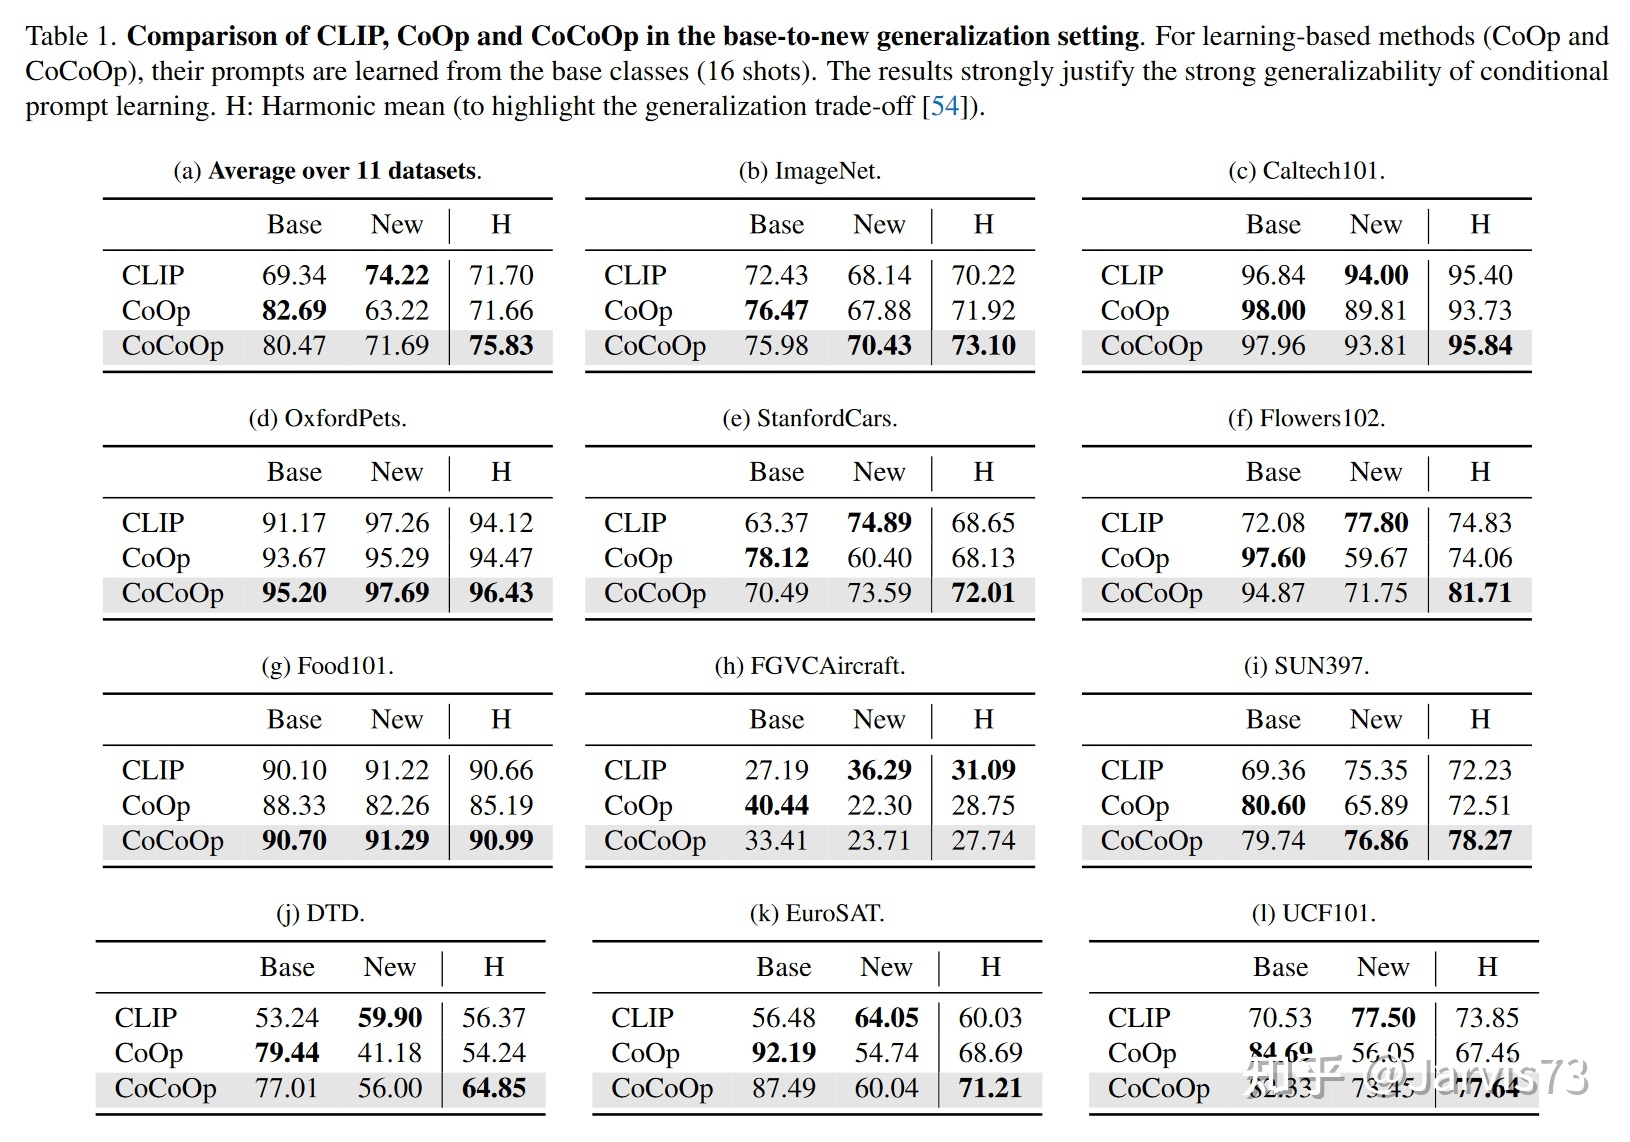 Table 1. Comparison of CLIP, CoOp and CoCoOp in the base-to-new generalization setting. For learning-based methods (CoOp and
CoCoOp), their prompts are learned from the base classes (16 shots). The results strongly justify the strong generalizability of conditional
prompt learning. H: Harmonic mean (to highlight the generalization trade-off [54]).
(a) Average over 11 datasets.
Base New H
CLIP 69.34 74.22 71.70
CoOp 82.69 63.22 71.66
CoCoOp 80.47 71.69 75.83
(b) ImageNet.
Base New H
CLIP 72.43 68.14 70.22
CoOp 76.47 67.88 71.92
CoCoOp 75.98 70.43 73.10
(c) Caltech101.
Base New H
CLIP 96.84 94.00 95.40
CoOp 98.00 89.81 93.73
CoCoOp 97.96 93.81 95.84
(d) OxfordPets.
Base New H
CLIP 91.17 97.26 94.12
CoOp 93.67 95.29 94.47
CoCoOp 95.20 97.69 96.43
(e) StanfordCars.
Base New H
CLIP 63.37 74.89 68.65
CoOp 78.12 60.40 68.13
CoCoOp 70.49 73.59 72.01
(f) Flowers102.
Base New H
CLIP 72.08 77.80 74.83
CoOp 97.60 59.67 74.06
CoCoOp 94.87 71.75 81.71
(g) Food101.
Base New H
CLIP 90.10 91.22 90.66
CoOp 88.33 82.26 85.19
CoCoOp 90.70 91.29 90.99
(h) FGVCAircraft.
Base New H
CLIP 27.19 36.29 31.09
CoOp 40.44 22.30 28.75
CoCoOp 33.41 23.71 27.74
(i) SUN397.
Base New H
CLIP 69.36 75.35 72.23
CoOp 80.60 65.89 72.51
CoCoOp 79.74 76.86 78.27
(j) DTD.
Base New H
CLIP 53.24 59.90 56.37
CoOp 79.44 41.18 54.24
CoCoOp 77.01 56.00 64.85
(k) EuroSAT.
Base New H
CLIP 56.48 64.05 60.03
CoOp 92.19 54.74 68.69
CoCoOp 87.49 60.04 71.21
(l) UCF101.
Base New H
CLIP 70.53 77.50 73.85
CoOp 84.69 56.05 67.46
CoCoOp 82.33 73.45 77.64
知乎 @Jarvis73